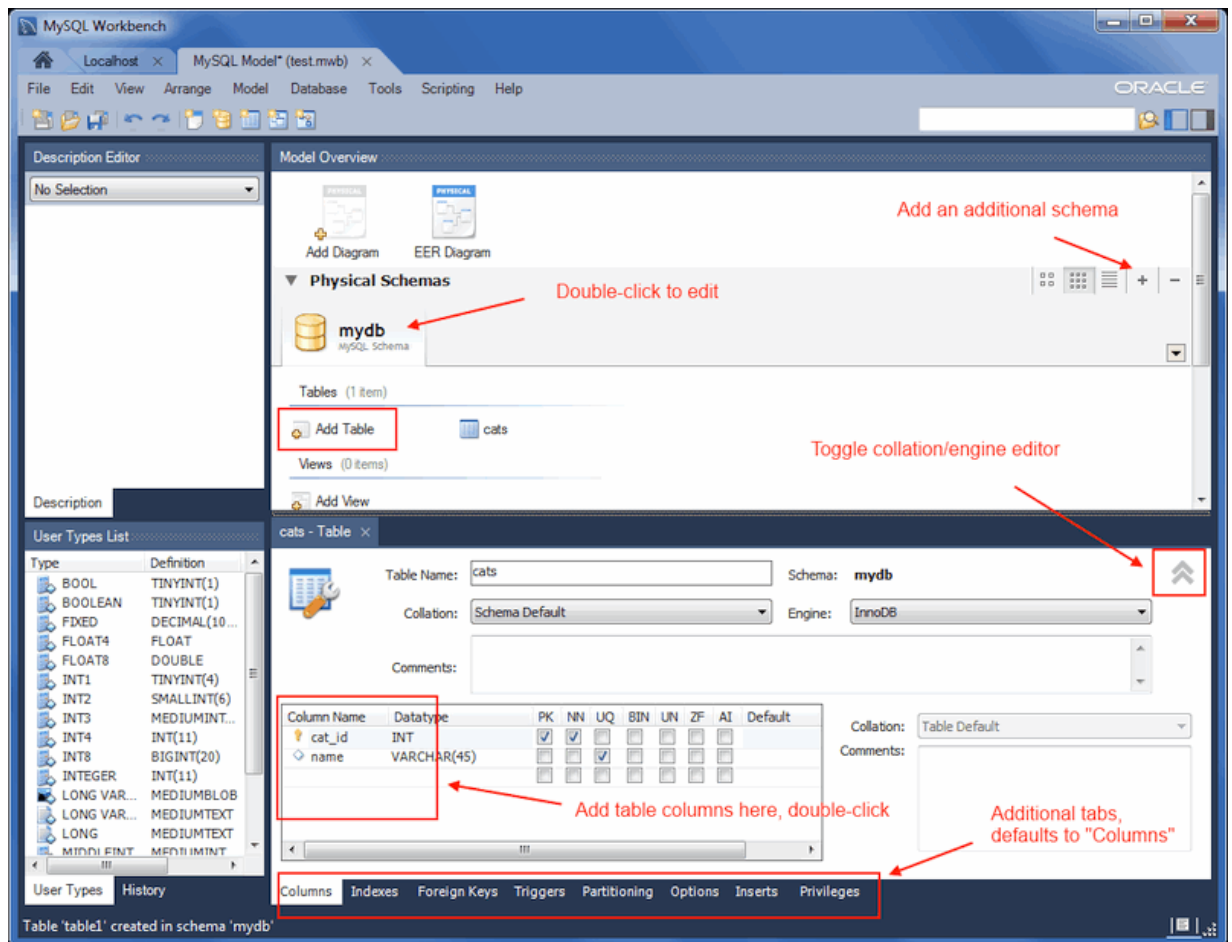 MySQL Workbench
Localhost
MySQL Model* (test.mwb)
File Edit View Arrange Model Database Tools Scripting Help
ORACLE
Description Editor
No Selection
Description
Model Overview
PHYSICAL PHYSICAL
Add Diagram EER Diagram
Add an additional schema
Physical Schemas
Double-click to edit
mydb
MySQL Schema
Tables (1 item)
Add Table cats
Toggle collation/engine editor
Views (0 items)
Add View
User Types List
Type Definition
BOOL TINYINT(1)
BOOLEAN TINYINT(1)
FIXED DECIMAL(10...
FLOAT4 FLOAT
FLOAT8 DOUBLE
INT1 TINYINT(4)
INT2 SMALLINT(6)
INT3 MEDIUMINT...
INT4 INT(11)
INT8 BIGINT(20)
INTEGER INT(11)
LONG VAR... MEDIUMBLOB
LONG VAR... MEDIUMTEXT
LONG MEDIUMTEXT
MIDDLEINT MEDIUMINT
User Types History
cats - Table
Table Name: cats Schema: mydb
Collation: Schema Default Engine: InnoDB
Comments:
Column Name Datatype PK NN UQ BIN UN ZF AI Default
cat_id INT
name VARCHAR(45)
Collation: Table Default
Comments:
Add table columns here, double-click
Additional tabs,
defaults to "Columns"
Columns Indexes Foreign Keys Triggers Partitioning Options Inserts Privileges
Table 'table1' created in schema 'mydb'